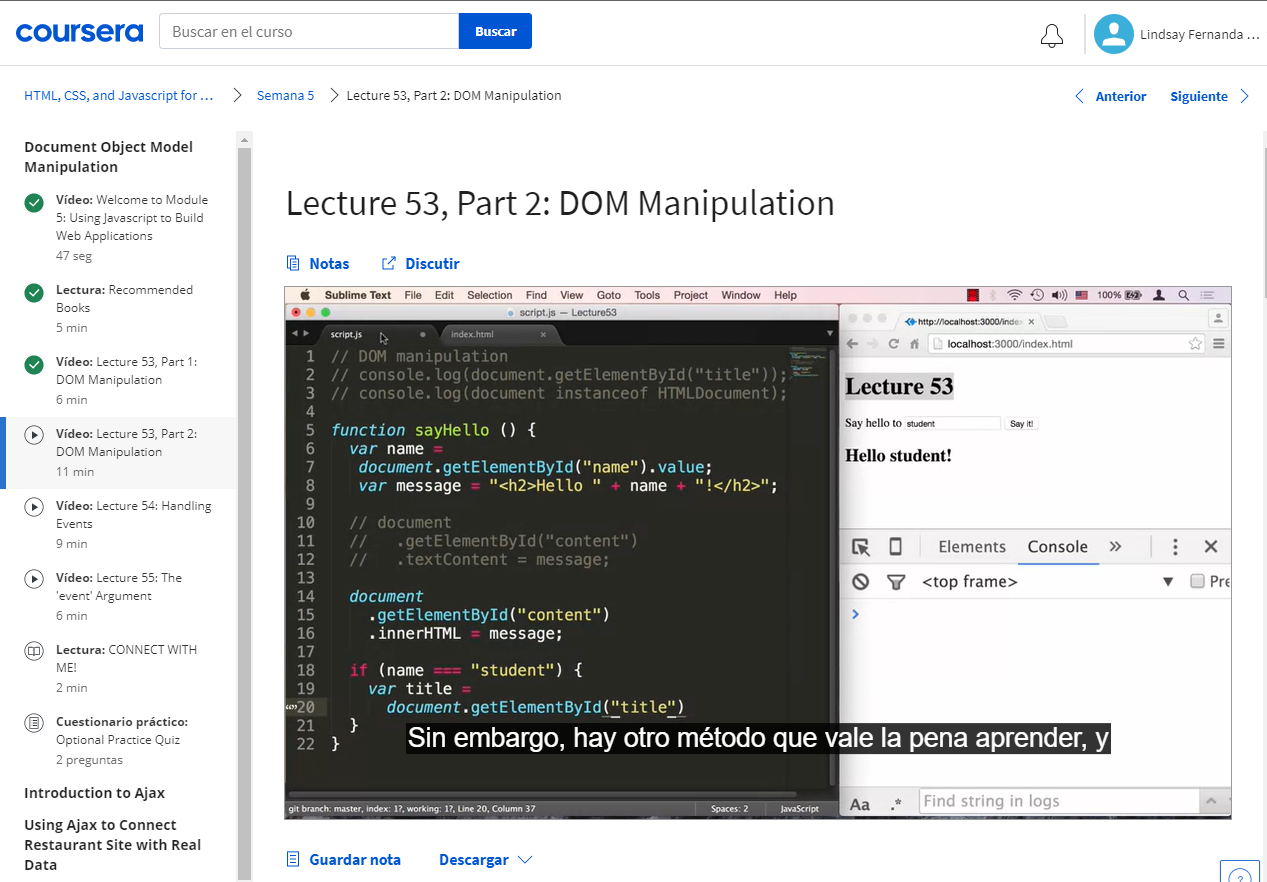 coursera
Buscar en el curso
Buscar
Lindsay Fernanda ...
HTML, CSS, and Javascript for ...
Semana 5
Lecture 53, Part 2: DOM Manipulation
Anterior
Siguiente
Document Object Model
Manipulation
Vídeo: Welcome to Module
5: Using Javascript to Build
Web Applications
47 seg
Lectura: Recommended
Books
5 min
Vídeo: Lecture 53, Part 1:
DOM Manipulation
6 min
Vídeo: Lecture 53, Part 2:
DOM Manipulation
11 min
Vídeo: Lecture 54: Handling
Events
9 min
Vídeo: Lecture 55: The
'event' Argument
6 min
Lectura: CONNECT WITH
ME!
2 min
Cuestionario práctico:
Optional Practice Quiz
2 preguntas
Introduction to Ajax
Using Ajax to Connect
Restaurant Site with Real
Data
Lecture 53, Part 2: DOM Manipulation
Notas
Discutir
Sublime Text File Edit Selection Find View Goto Tools Project Window Help
100%
script.js — Lecture53
script.js
index.html
1 // DOM manipulation
2 // console.log(document.getElementById("title"));
3 // console.log(document instanceof HTMLDocument);
4
5 function sayHello () {
6 var name =
7 document.getElementById("name").value;
8 var message = "<h2>Hello " + name + "!</h2>";
9
10 // document
11 // .getElementById("content")
12 // .textContent = message;
13
14 document
15 .getElementById("content")
16 .innerHTML = message;
17
18 if (name === "student") {
19 var title =
20 document.getElementById("title")
21 }
22 }
git branch: master, index: 1?, working: 1?, Line 20, Column 37
Spaces: 2
JavaScript
http://localhost:3000/index
localhost:3000/index.html
Lecture 53
Say hello to student Say it!
Hello student!
Elements Console »
<top frame>
Pre
Aa .* Find string in logs
Sin embargo, hay otro método que vale la pena aprender, y
Guardar nota
Descargar
?